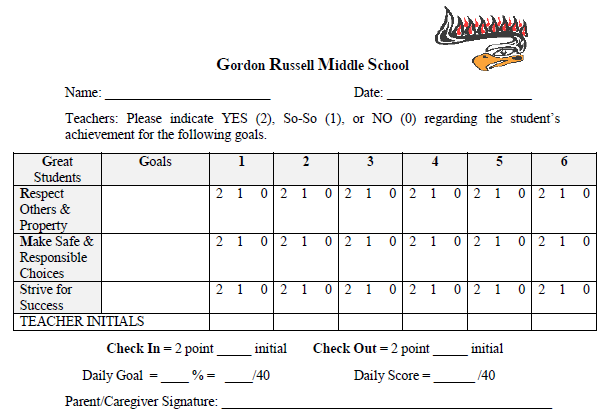 Gordon Russell Middle School
Name: ______________________ Date: ___________________
Teachers: Please indicate YES (2), So-So (1), or NO (0) regarding the student's
achievement for the following goals.
Great Students Goals 1 2 3 4 5 6
Respect Others & Property 2 1 0 2 1 0 2 1 0 2 1 0 2 1 0 2 1 0
Make Safe & Responsible Choices 2 1 0 2 1 0 2 1 0 2 1 0 2 1 0 2 1 0
Strive for Success 2 1 0 2 1 0 2 1 0 2 1 0 2 1 0 2 1 0
TEACHER INITIALS
Check In = 2 point _____ initial Check Out = 2 point _____ initial
Daily Goal = ____ % = ____/40 Daily Score = ______ /40
Parent/Caregiver Signature: ____________________________________________